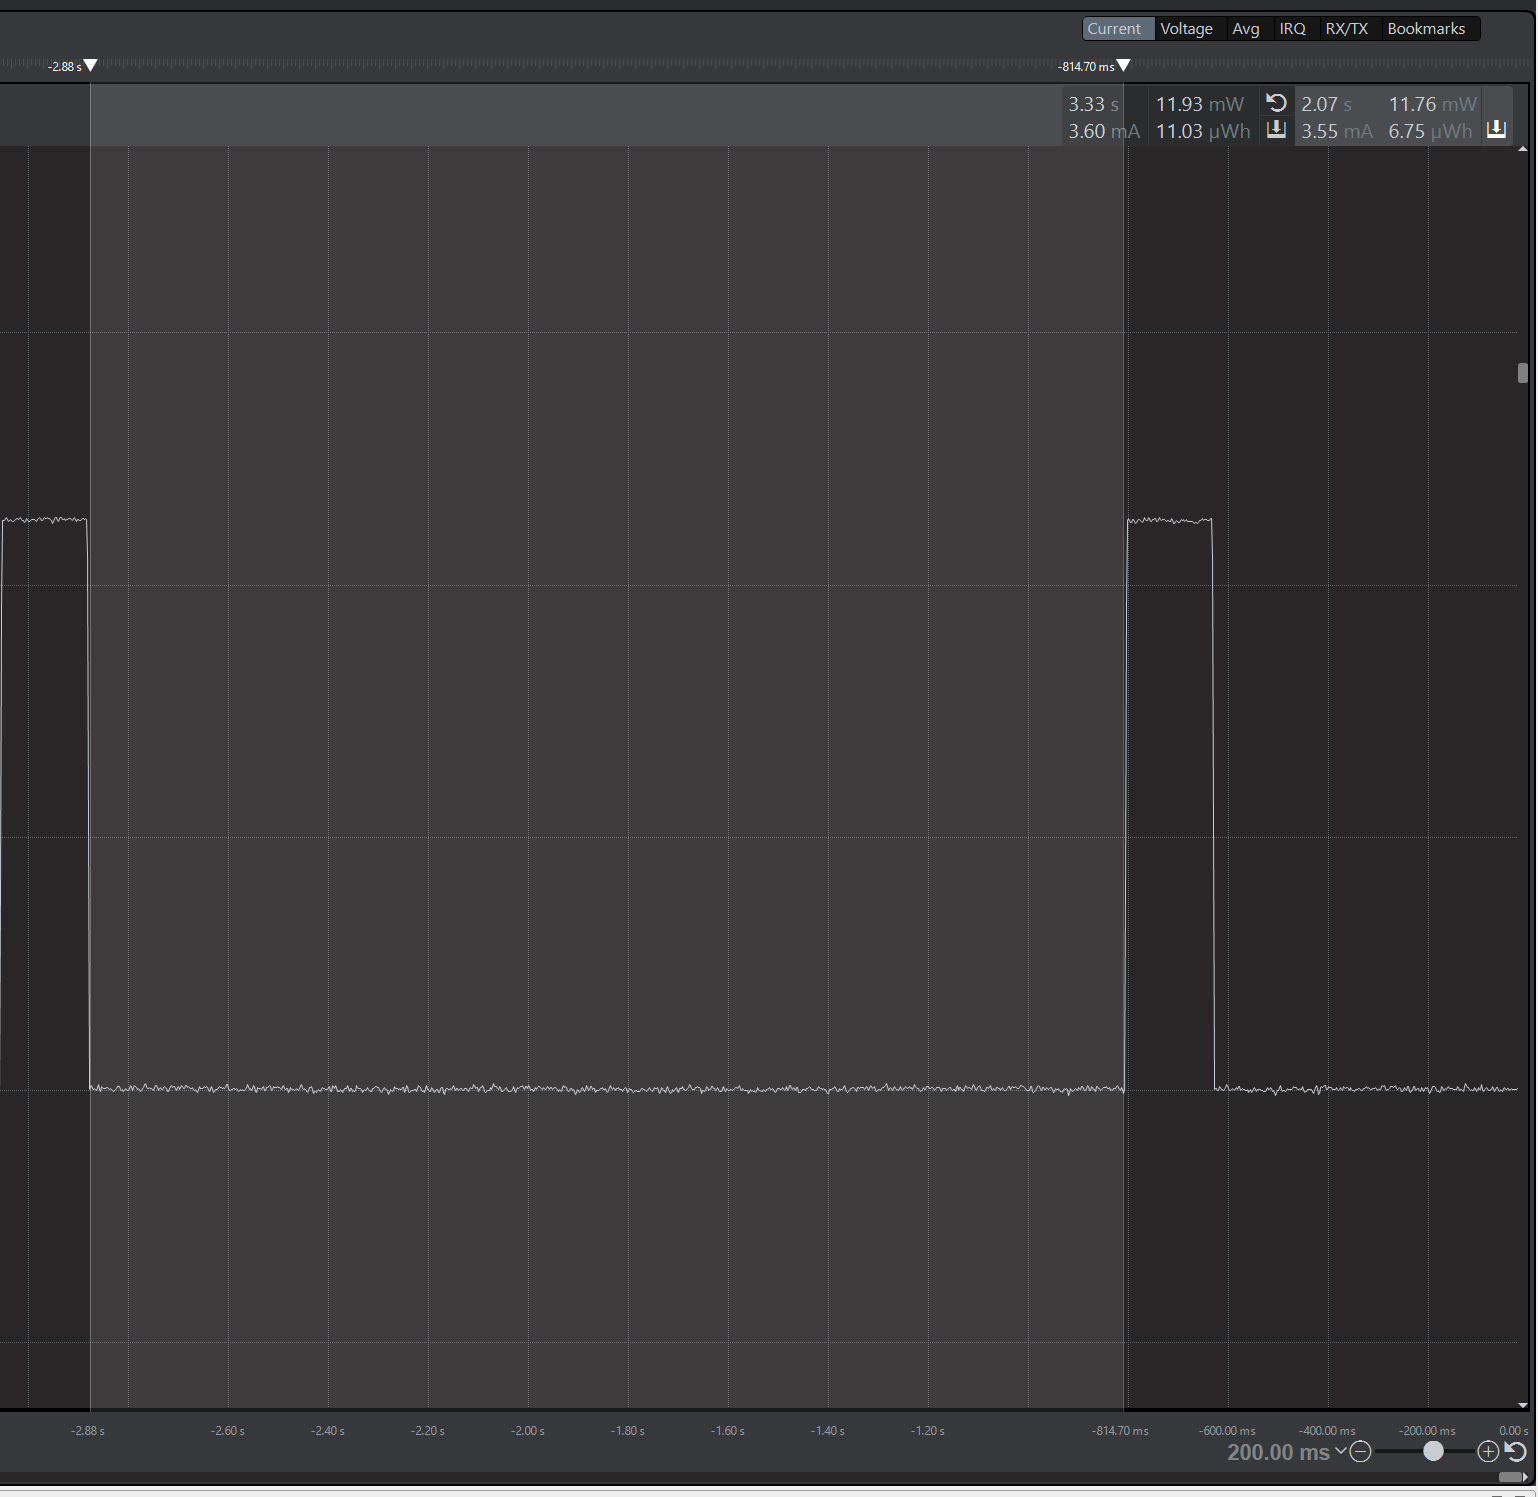 Current Voltage Avg IRQ RX/TX Bookmarks
-2.88 s -814.70 ms
3.33 s 11.93 mW 2.07 s 11.76 mW
3.60 mA 11.03 µWh 3.55 mA 6.75 µWh
-2.88 s -2.60 s -2.40 s -2.20 s -2.00 s -1.80 s -1.60 s -1.40 s -1.20 s -814.70 ms -600.00 ms -400.00 ms -200.00 ms 0.00 s
200.00 ms